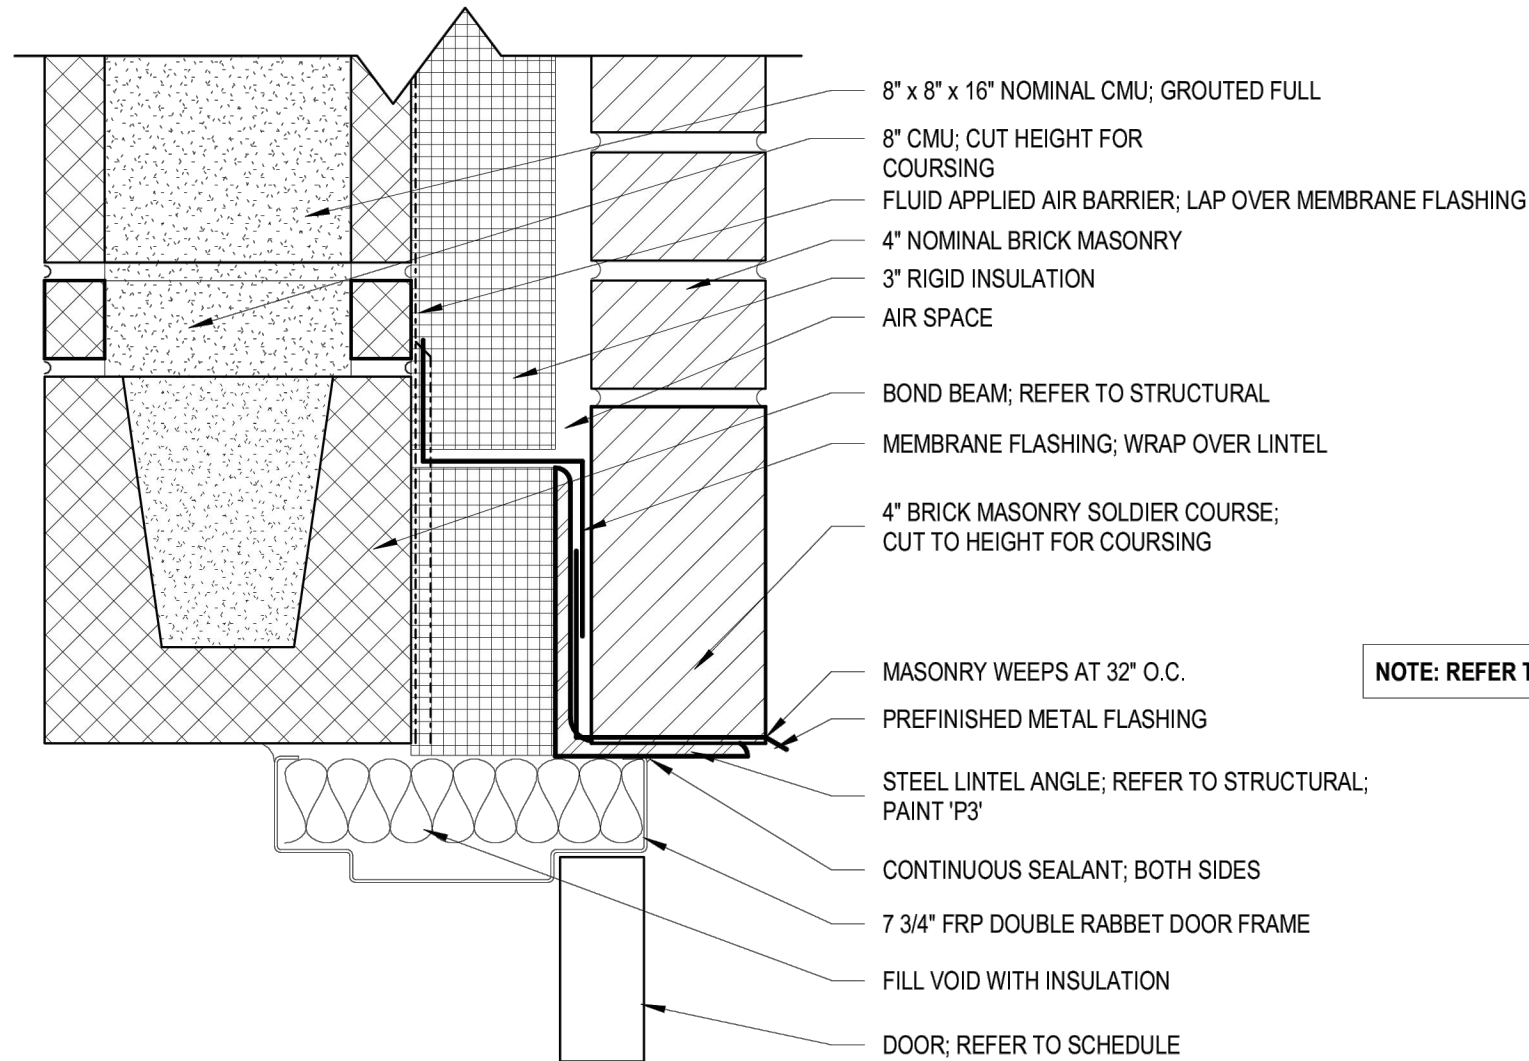 8" x 8" x 16" NOMINAL CMU; GROUTED FULL
8" CMU; CUT HEIGHT FOR
COURSING
FLUID APPLIED AIR BARRIER; LAP OVER MEMBRANE FLASHING
4" NOMINAL BRICK MASONRY
3" RIGID INSULATION
AIR SPACE
BOND BEAM; REFER TO STRUCTURAL
MEMBRANE FLASHING; WRAP OVER LINTEL
4" BRICK MASONRY SOLDIER COURSE;
CUT TO HEIGHT FOR COURSING
MASONRY WEEPS AT 32" O.C.
NOTE: REFER
PREFINISHED METAL FLASHING
STEEL LINTEL ANGLE; REFER TO STRUCTURAL;
PAINT 'P3'
CONTINUOUS SEALANT; BOTH SIDES
7 3/4" FRP DOUBLE RABBET DOOR FRAME
FILL VOID WITH INSULATION
DOOR; REFER TO SCHEDULE